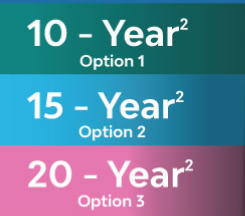 10 - Year²
Option 1
15 - Year²
Option 2
20 - Year²
Option 3